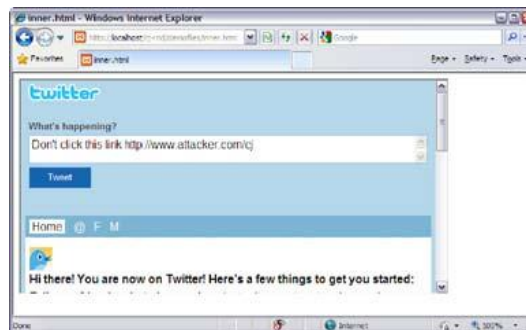 inner.html - Windows Internet Explorer
Google
Favorites inner.html Page Safety Tools
twitter
What's happening?
Don't click this link http://www.attacker.com/cj
Tweet
Home @ F M
Hi there! You are now on Twitter! Here's a few things to get you started:
Done Internet 100%